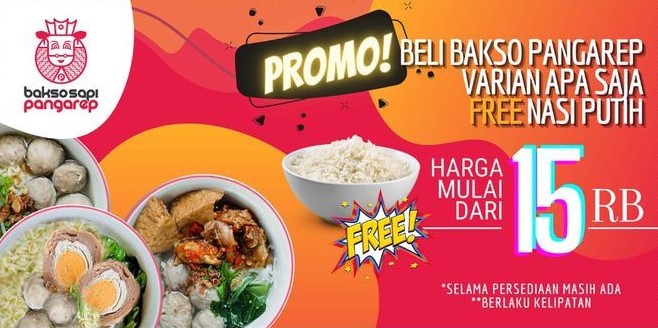 baksosapi
pangarep
PROMO!
BELI BAKSO PANGAREP
VARIAN APA SAJA
FREE NASI PUTIH
HARGA
MULAI
DARI
15 RB
FREE!
*SELAMA PERSEDIAAN MASIH ADA
**BERLAKU KELIPATAN